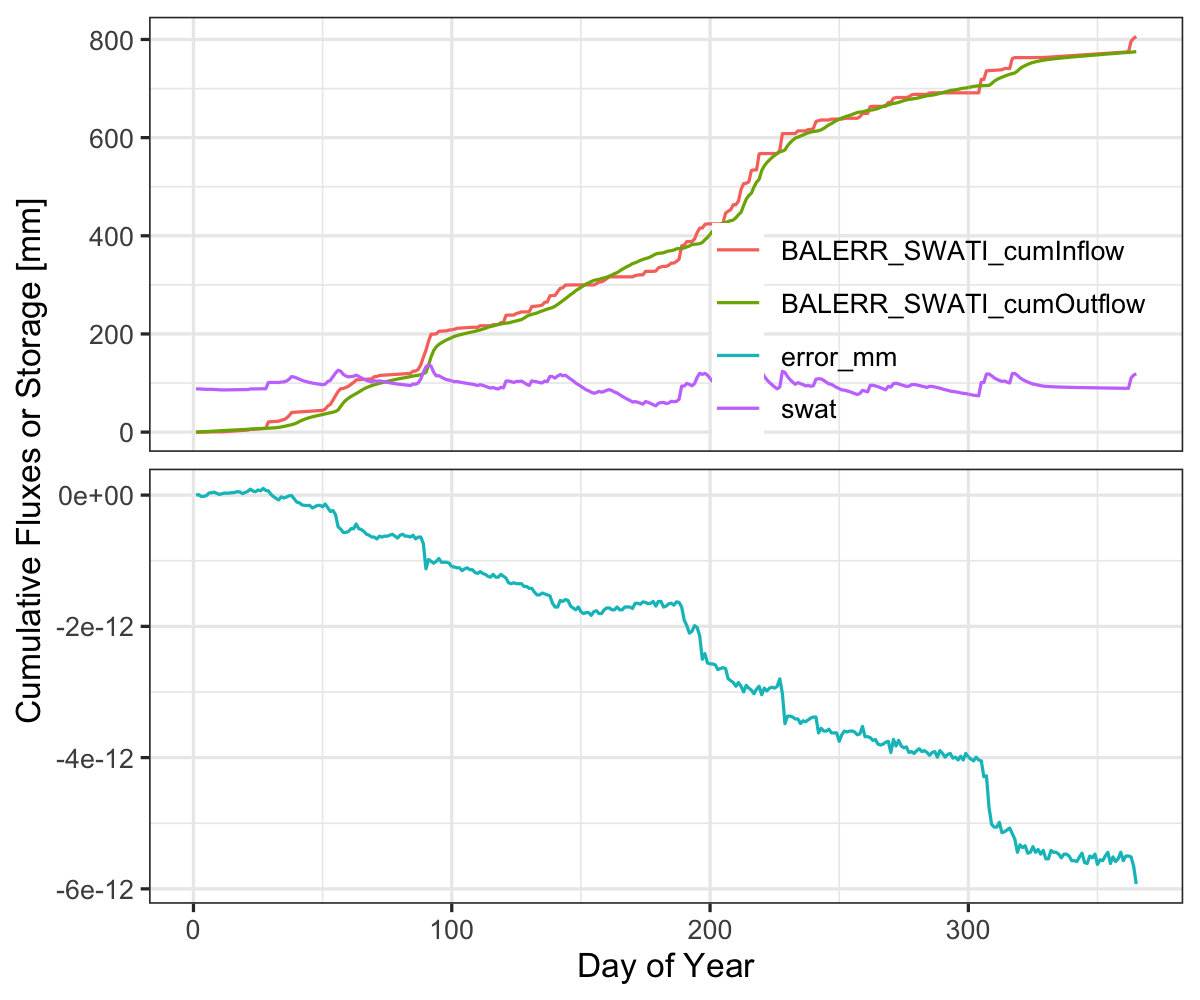 Cumulative Fluxes or Storage [mm]
800
600
400
200
0
BALERR_SWATI_cumInflow
BALERR_SWATI_cumOutflow
error_mm
swat
0e+00
-2e-12
-4e-12
-6e-12
0 100 200 300
Day of Year